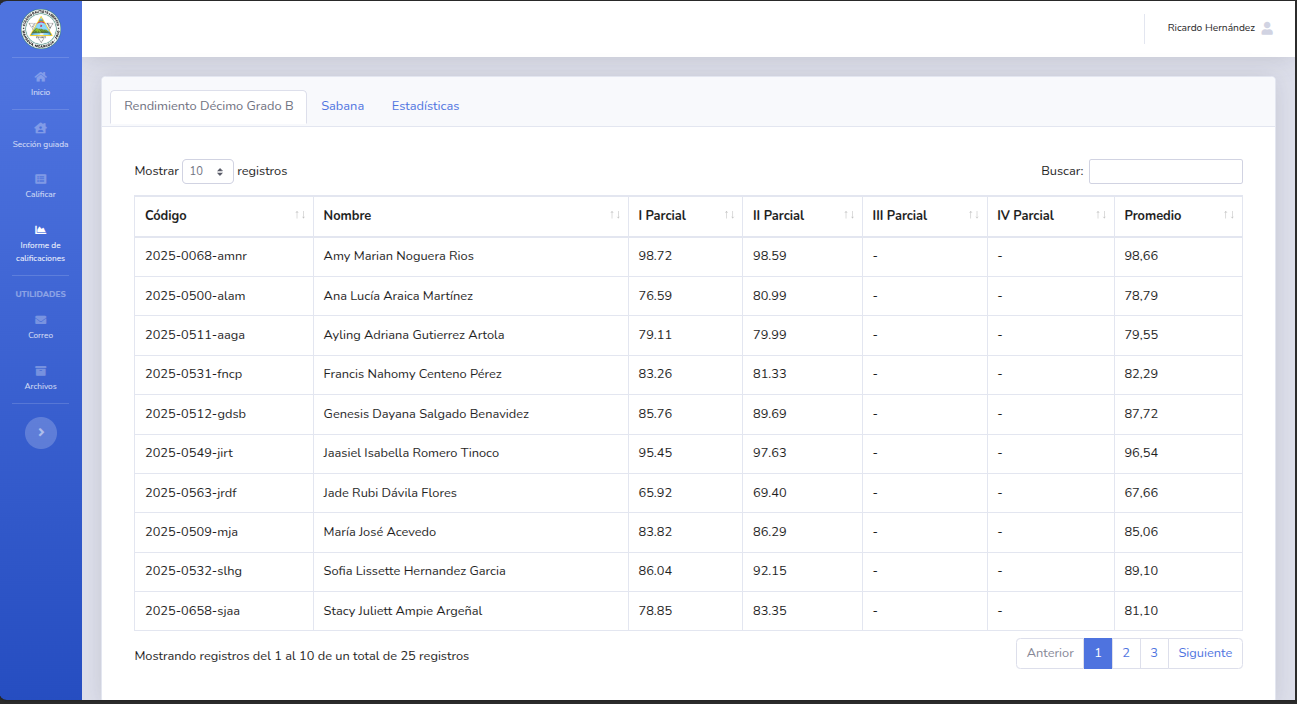 Ricardo Hernández
Inicio
Sección guiada
Calificar
Informe de
calificaciones
UTILIDADES
Correo
Archivos
Rendimiento Décimo Grado B Sabana Estadísticas
Mostrar 10 registros Buscar:
Código Nombre I Parcial II Parcial III Parcial IV Parcial Promedio
2025-0068-amnr Amy Marian Noguera Rios 98.72 98.59 - - 98,66
2025-0500-alam Ana Lucía Araica Martínez 76.59 80.99 - - 78,79
2025-0511-aaga Ayling Adriana Gutierrez Artola 79.11 79.99 - - 79,55
2025-0531-fncp Francis Nahomy Centeno Pérez 83.26 81.33 - - 82,29
2025-0512-gdsb Genesis Dayana Salgado Benavidez 85.76 89.69 - - 87,72
2025-0549-jirt Jaasiel Isabella Romero Tinoco 95.45 97.63 - - 96,54
2025-0563-jrdf Jade Rubi Dávila Flores 65.92 69.40 - - 67,66
2025-0509-mja María José Acevedo 83.82 86.29 - - 85,06
2025-0532-slhg Sofia Lissette Hernandez Garcia 86.04 92.15 - - 89,10
2025-0658-sjaa Stacy Juliett Ampie Argeñal 78.85 83.35 - - 81,10
Mostrando registros del 1 al 10 de un total de 25 registros
Anterior 1 2 3 Siguiente